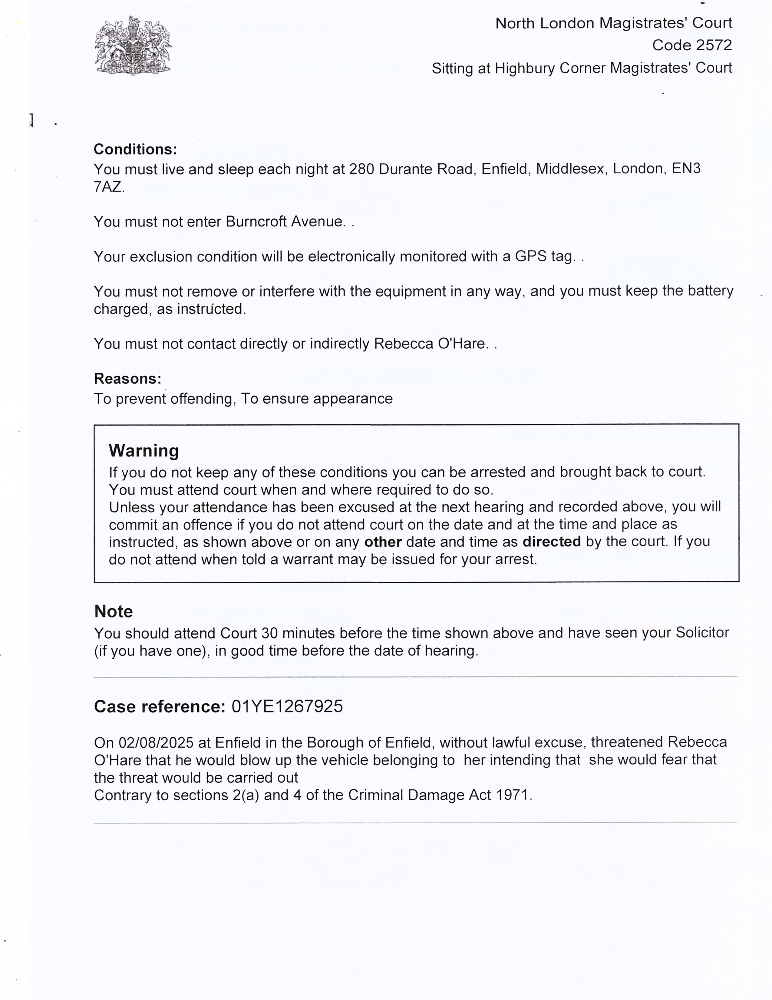 North London Magistrates' Court
Code 2572
Sitting at Highbury Corner Magistrates' Court
]
Conditions:
You must live and sleep each night at 280 Durante Road, Enfield, Middlesex, London, EN3
7AZ.
You must not enter Burncroft Avenue. .
Your exclusion condition will be electronically monitored with a GPS tag. .
You must not remove or interfere with the equipment in any way, and you must keep the battery
charged, as instructed.
You must not contact directly or indirectly Rebecca O'Hare. .
Reasons:
To prevent offending, To ensure appearance
Warning
If you do not keep any of these conditions you can be arrested and brought back to court.
You must attend court when and where required to do so.
Unless your attendance has been excused at the next hearing and recorded above, you will
commit an offence if you do not attend court on the date and at the time and place as
instructed, as shown above or on any other date and time as directed by the court. If you
do not attend when told a warrant may be issued for your arrest.
Note
You should attend Court 30 minutes before the time shown above and have seen your Solicitor
(if you have one), in good time before the date of hearing.
Case reference: 01YE1267925
On 02/08/2025 at Enfield in the Borough of Enfield, without lawful excuse, threatened Rebecca
O'Hare that he would blow up the vehicle belonging to  her intending that  she would fear that
the threat would be carried out
Contrary to sections 2(a) and 4 of the Criminal Damage Act 1971.